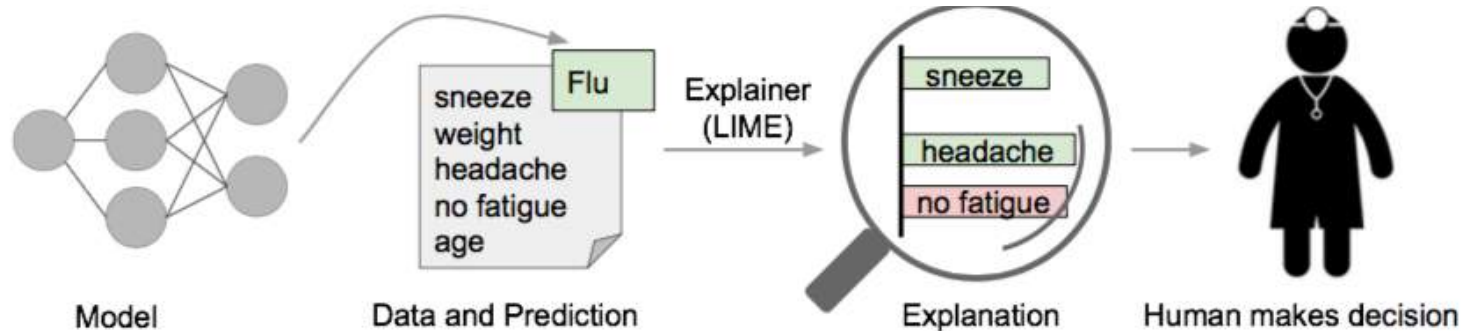 Flu
sneeze
weight
headache
no fatigue
age
Explainer
(LIME)
sneeze
headache
no fatigue
Model
Data and Prediction
Explanation
Human makes decision